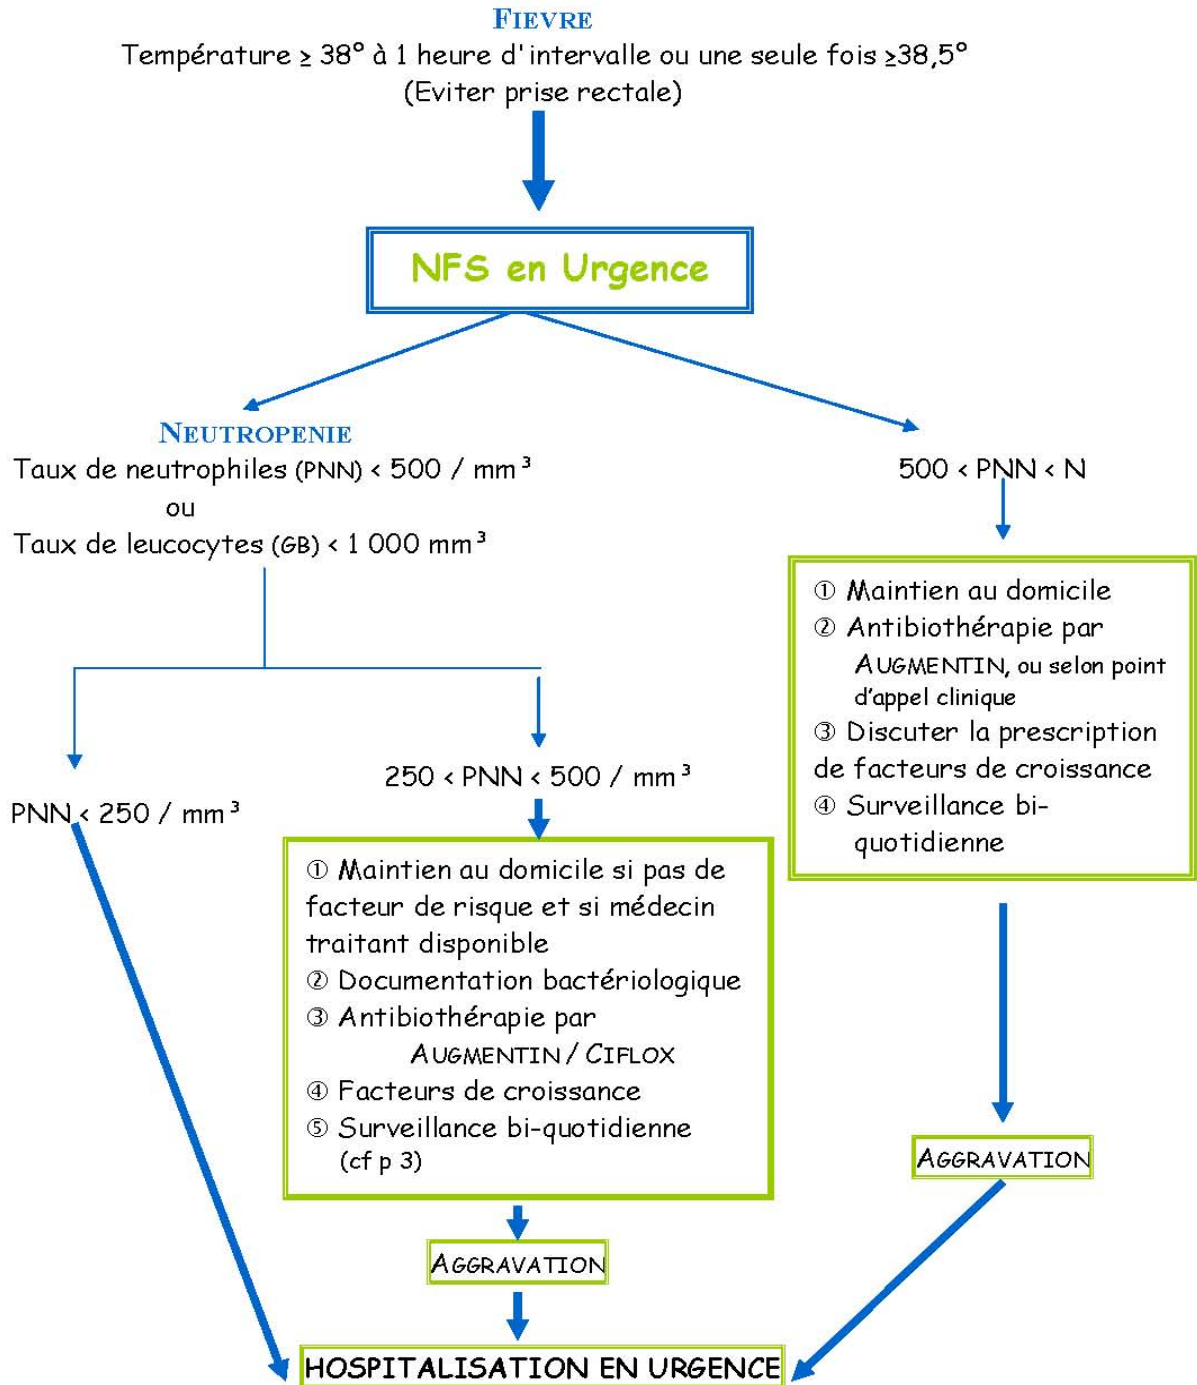 FIEVRE
Température ≥ 38° à 1 heure d'intervalle ou une seule fois ≥38,5°
(Eviter prise rectale)
NFS en Urgence
NEUTROPENIE
Taux de neutrophiles (PNN) < 500 / mm³
ou
Taux de leucocytes (GB) < 1 000 mm³
500 < PNN < N
① Maintien au domicile
② Antibiothérapie par
AUGMENTIN, ou selon point
d'appel clinique
③ Discuter la prescription
de facteurs de croissance
④ Surveillance bi-
quotidienne
PNN < 250 / mm³
250 < PNN < 500 / mm³
① Maintien au domicile si pas de
facteur de risque et si médecin
traitant disponible
② Documentation bactériologique
③ Antibiothérapie par
AUGMENTIN / CIFLOX
④ Facteurs de croissance
⑤ Surveillance bi-quotidienne
(cf p 3)
AGGRAVATION
AGGRAVATION
HOSPITALISATION EN URGENCE